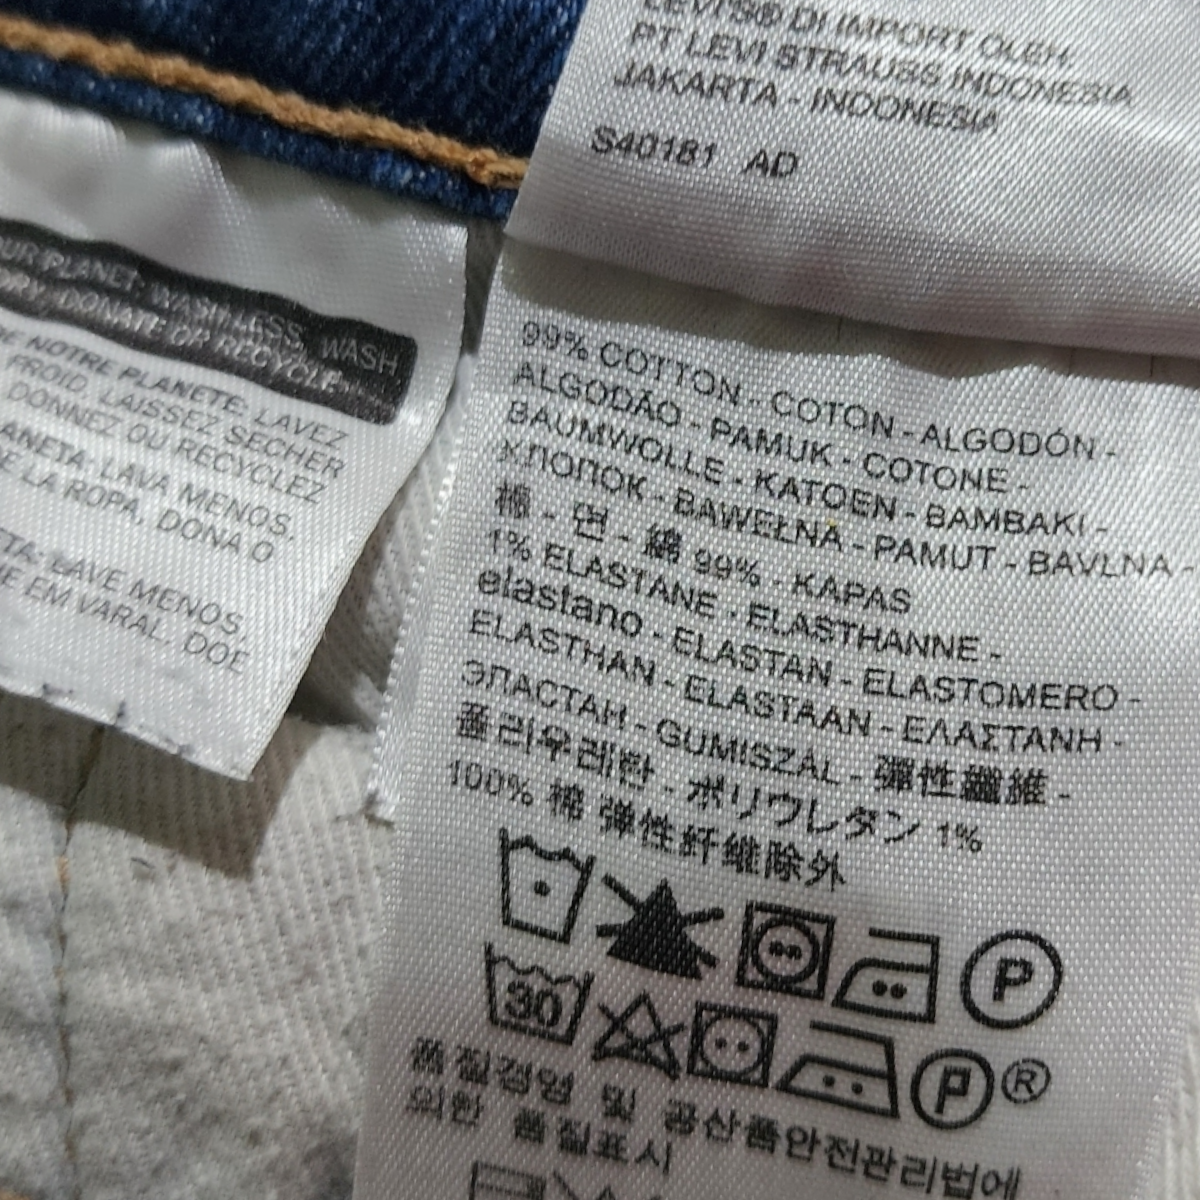 LEVI'S® DI IMPORT OLEH
PT LEVI STRAUSS INDONESIA
JAKARTA - INDONESIA
S40181 AD
OUR PLANET: WASH LESS, WASH
DRY, DONATE OR RECYCLE
NOTRE PLANETE: LAVEZ
FROID, LAISSEZ SECHER
DONNEZ OU RECYCLEZ
LAVA MENOS,
LA ROPA, DONA O
LAVE MENOS,
EM VARAL, DOE
99% COTTON - COTON - ALGODÓN -
ALGODÃO - PAMUK - COTONE -
BAUMWOLLE - KATOEN - BAMBAKI -
ХЛОПОК - BAWEŁNA - PAMUT - BAVLNA -
棉 - 면 - 綿 99% - KAPAS
1% ELASTANE - ELASTHANNE -
elastano - ELASTAN - ELASTOMERO -
ELASTHAN - ELASTAAN - ΕΛΑΣΤΑΝΗ -
ЭЛАСТАН - GUMISZÁL - 彈性纖維 -
폴리우레탄 - ポリウレタン 1%
100% 棉 弹性纤维除外
P
30 P ®
품질경영 및 공산품안전관리법에
의한 품질표시